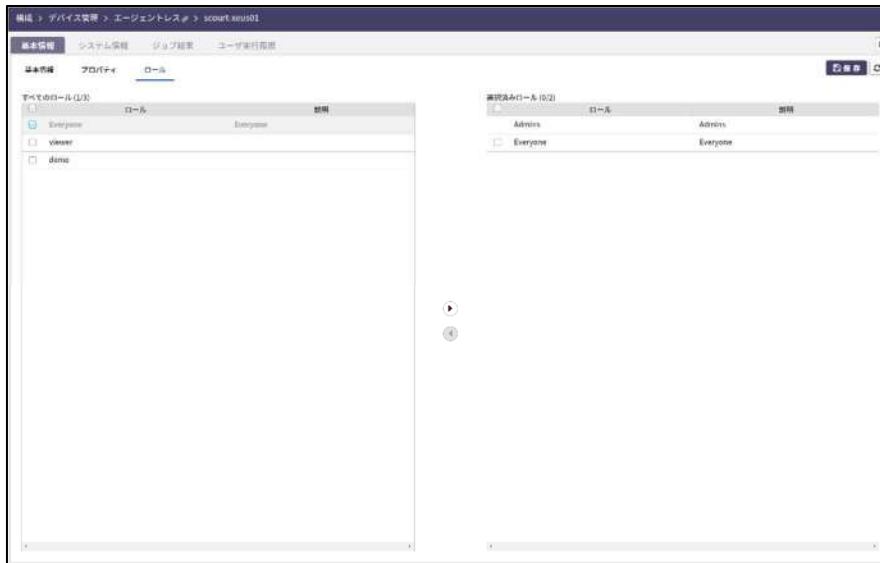 構成 > デバイス管理 > エージェントレス > scourt.xeus01
基本情報 システム情報 ジョブ結果 ユーザ実行履歴
基本情報 プロパティ ロール
保存
すべてのロール (1/3)
ロール 説明
Everyone Everyone
viewer
demo
選択済みロール (0/2)
ロール 説明
Admins Admins
Everyone Everyone